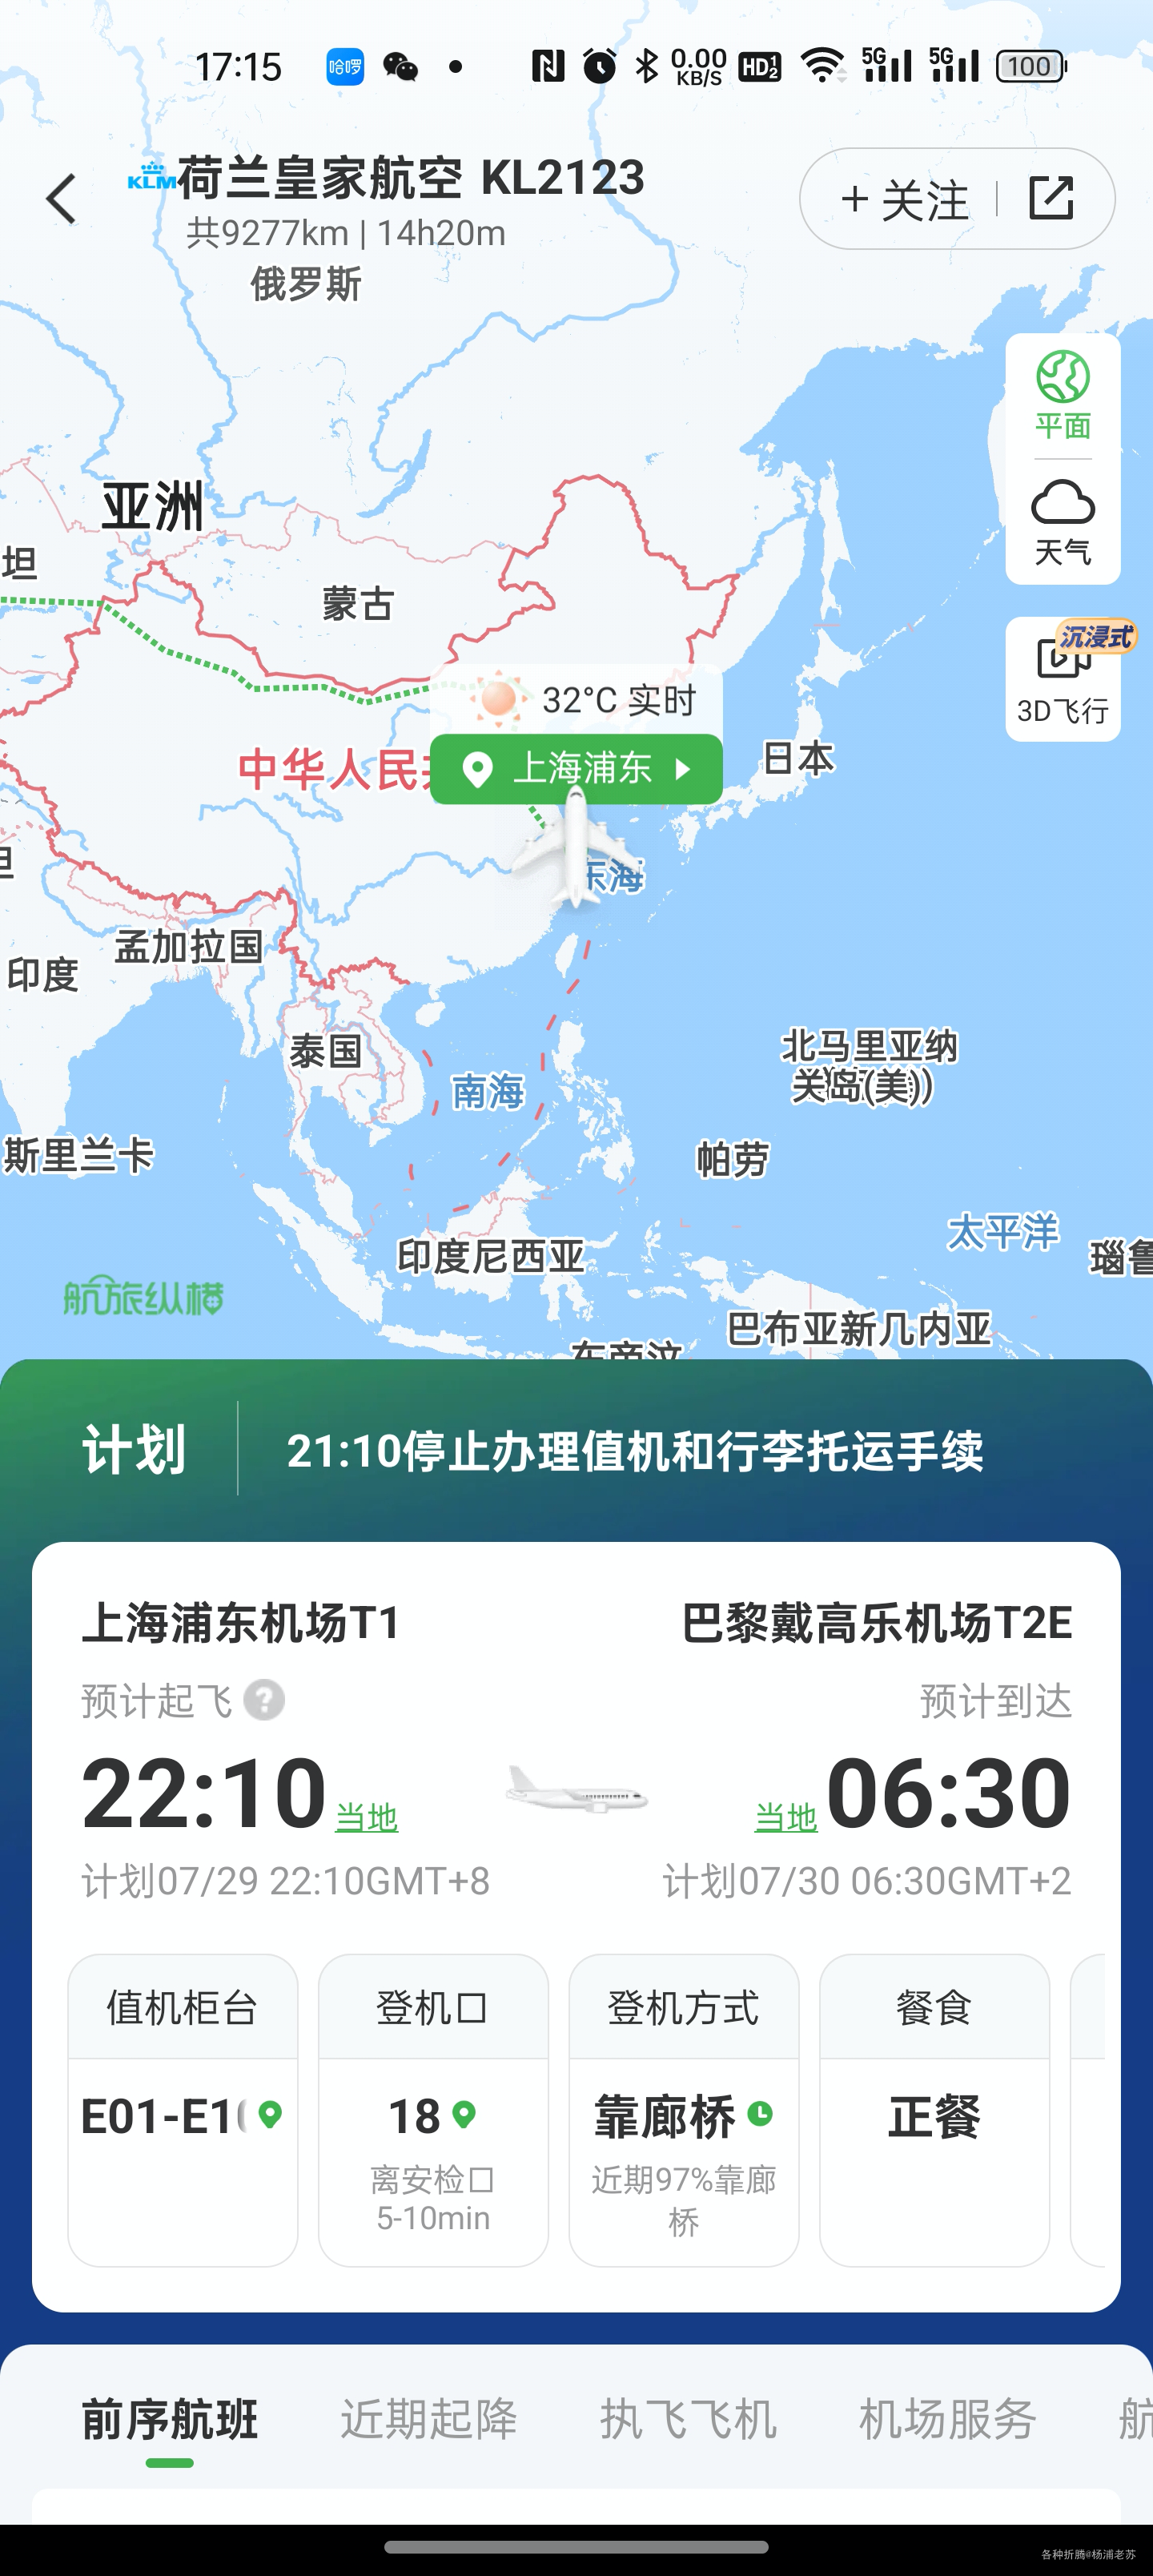 17:15
哈啰
0.00
KB/S
HD
5G
5G
100
KLM 荷兰皇家航空 KL2123
共9277km | 14h20m
+ 关注
俄罗斯
平面
亚洲
天气
坦
蒙古
沉浸式
32°C 实时
3D飞行
中华人民
上海浦东
日本
东海
孟加拉国
印度
泰国
北马里亚纳
关岛(美)
南海
斯里兰卡
帕劳
太平洋
印度尼西亚
瑙鲁
航旅纵横
巴布亚新几内亚
东帝汶
计划
21:10停止办理值机和行李托运手续
上海浦东机场T1
巴黎戴高乐机场T2E
预计起飞 ?
预计到达
22:10 当地
当地 06:30
计划07/29 22:10GMT+8
计划07/30 06:30GMT+2
值机柜台
登机口
登机方式
餐食
E01-E1
18
靠廊桥
正餐
离安检口
5-10min
近期97%靠廊
桥
前序航班
近期起降
执飞飞机
机场服务
航
各种折腾@杨浦老苏